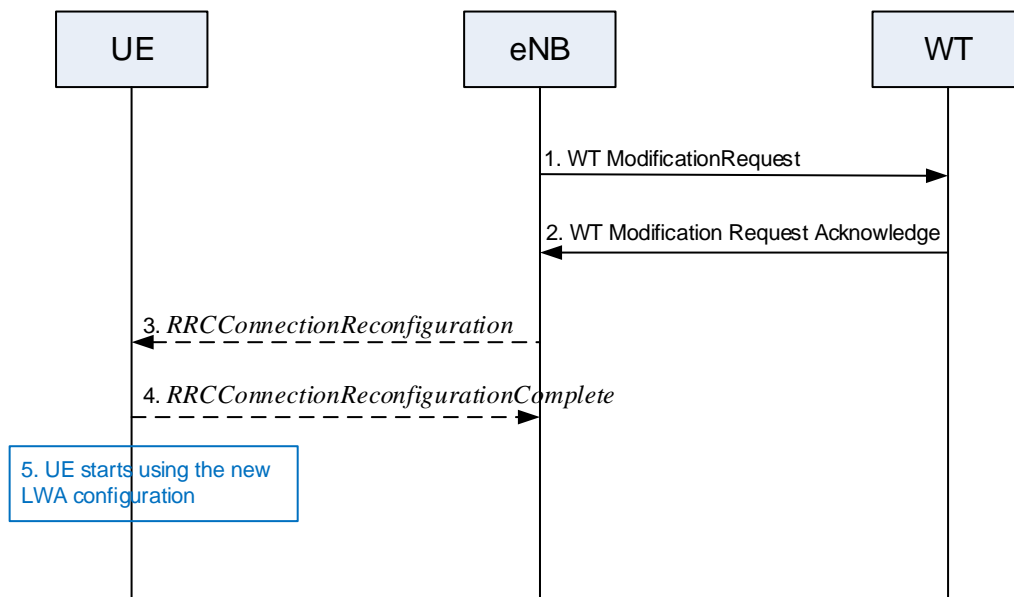 UE
eNB
WT
1. WT ModificationRequest
2. WT Modification Request Acknowledge
3. RRCConnectionReconfiguration
4. RRCConnectionReconfigurationComplete
5. UE starts using the new
LWA configuration